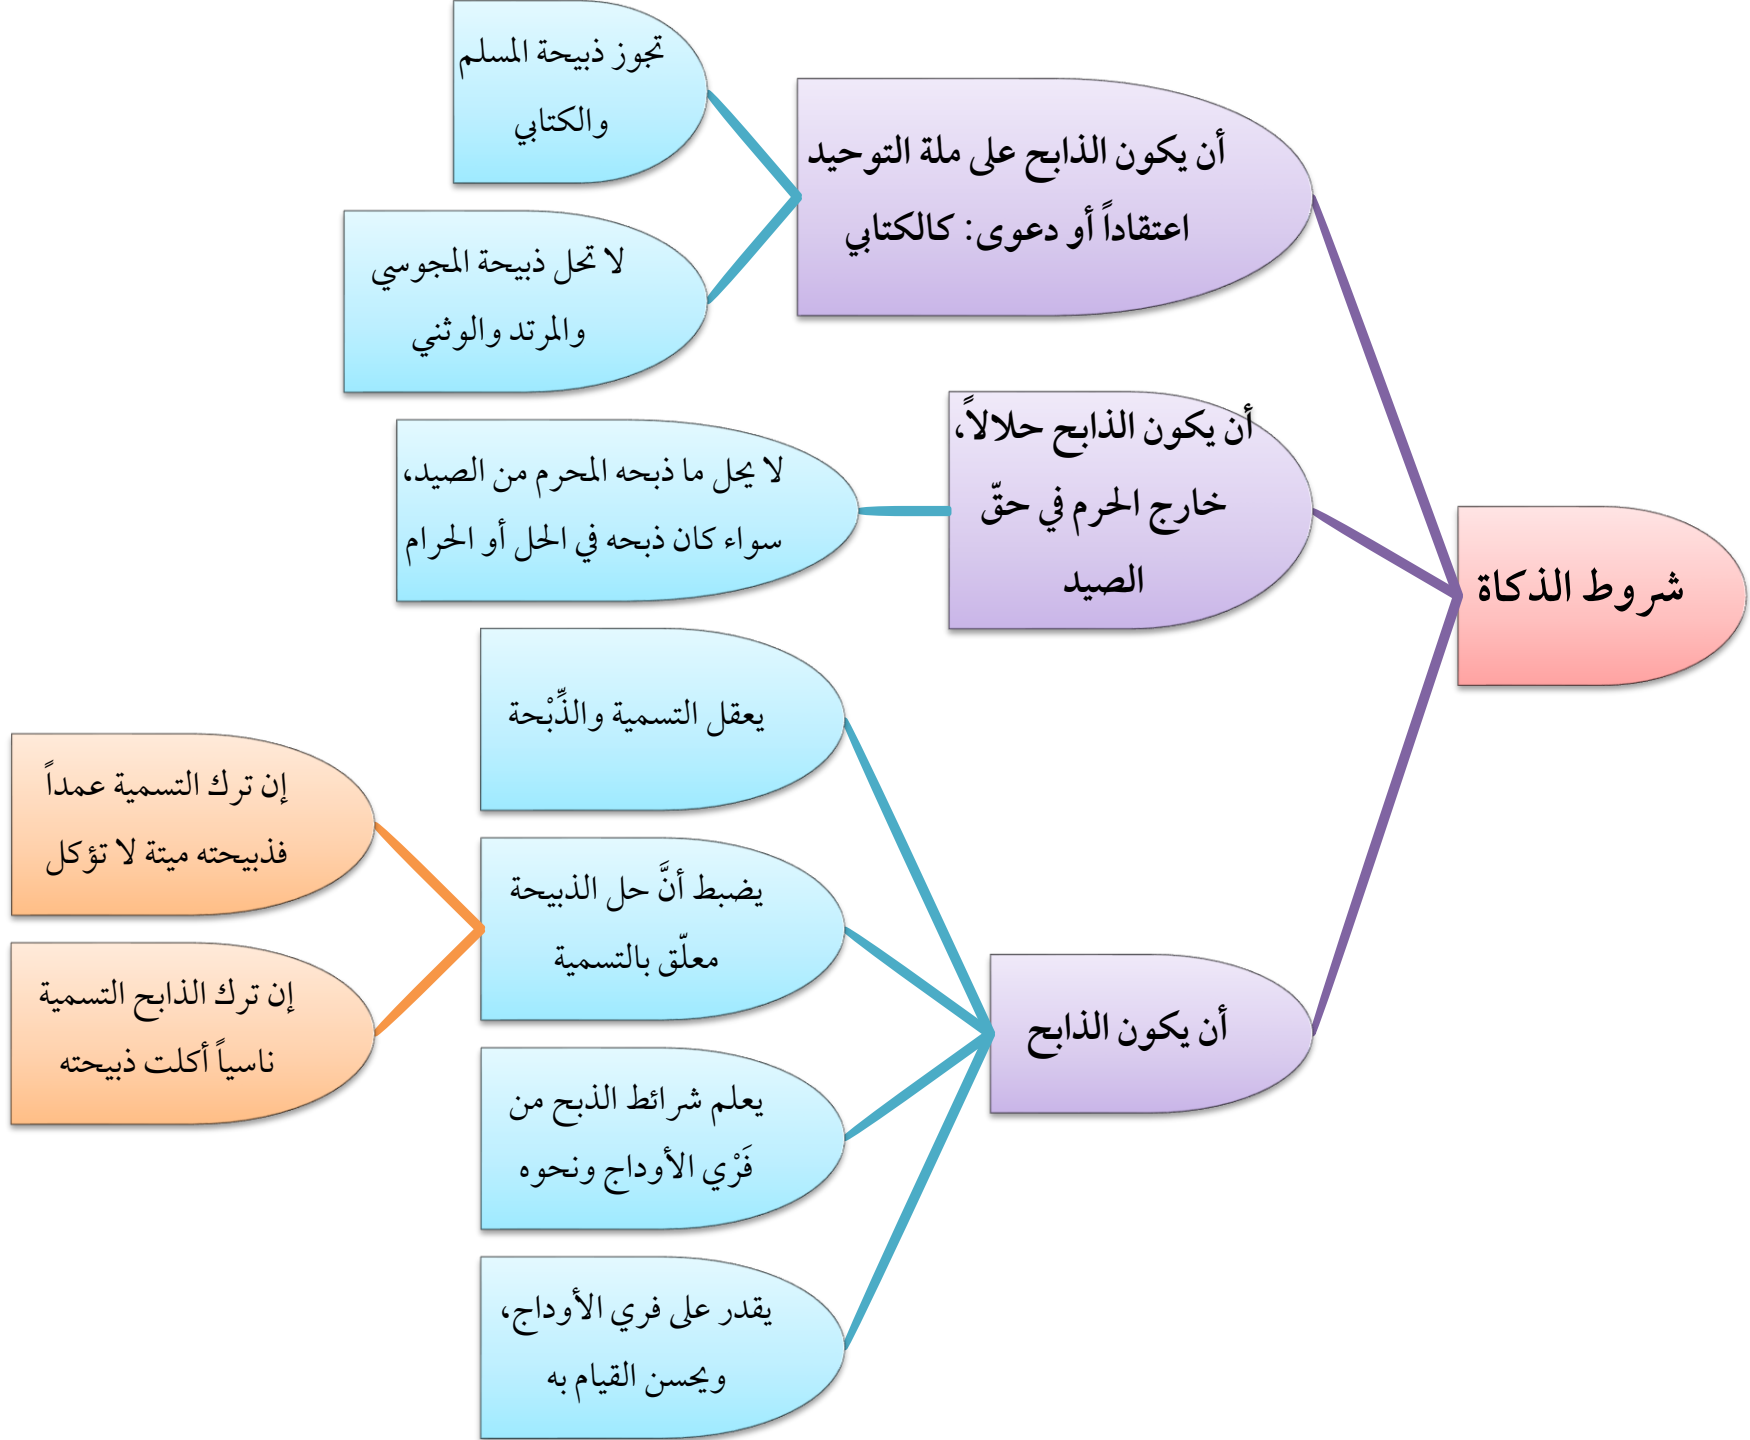 شروط الذكاة
أن يكون الذابح على ملة التوحيد
اعتقاداً أو دعوى: كالكتابي
تجوز ذبيحة المسلم
والكتابي
لا تحل ذبيحة المجوسي
والمرتد والوثني
أن يكون الذابح حلالاً،
خارج الحرم في حقّ
الصيد
لا يحل ما ذبحه المحرم من الصيد،
سواء كان ذبحه في الحل أو الحرام
أن يكون الذابح
يعقل التسمية والذِّبْحة
يضبط أنَّ حل الذبيحة
معلّق بالتسمية
إن ترك التسمية عمداً
فذبيحته ميتة لا تؤكل
إن ترك الذابح التسمية
ناسياً أكلت ذبيحته
يعلم شرائط الذبح من
فَرْي الأوداج ونحوه
يقدر على فري الأوداج،
ويحسن القيام به